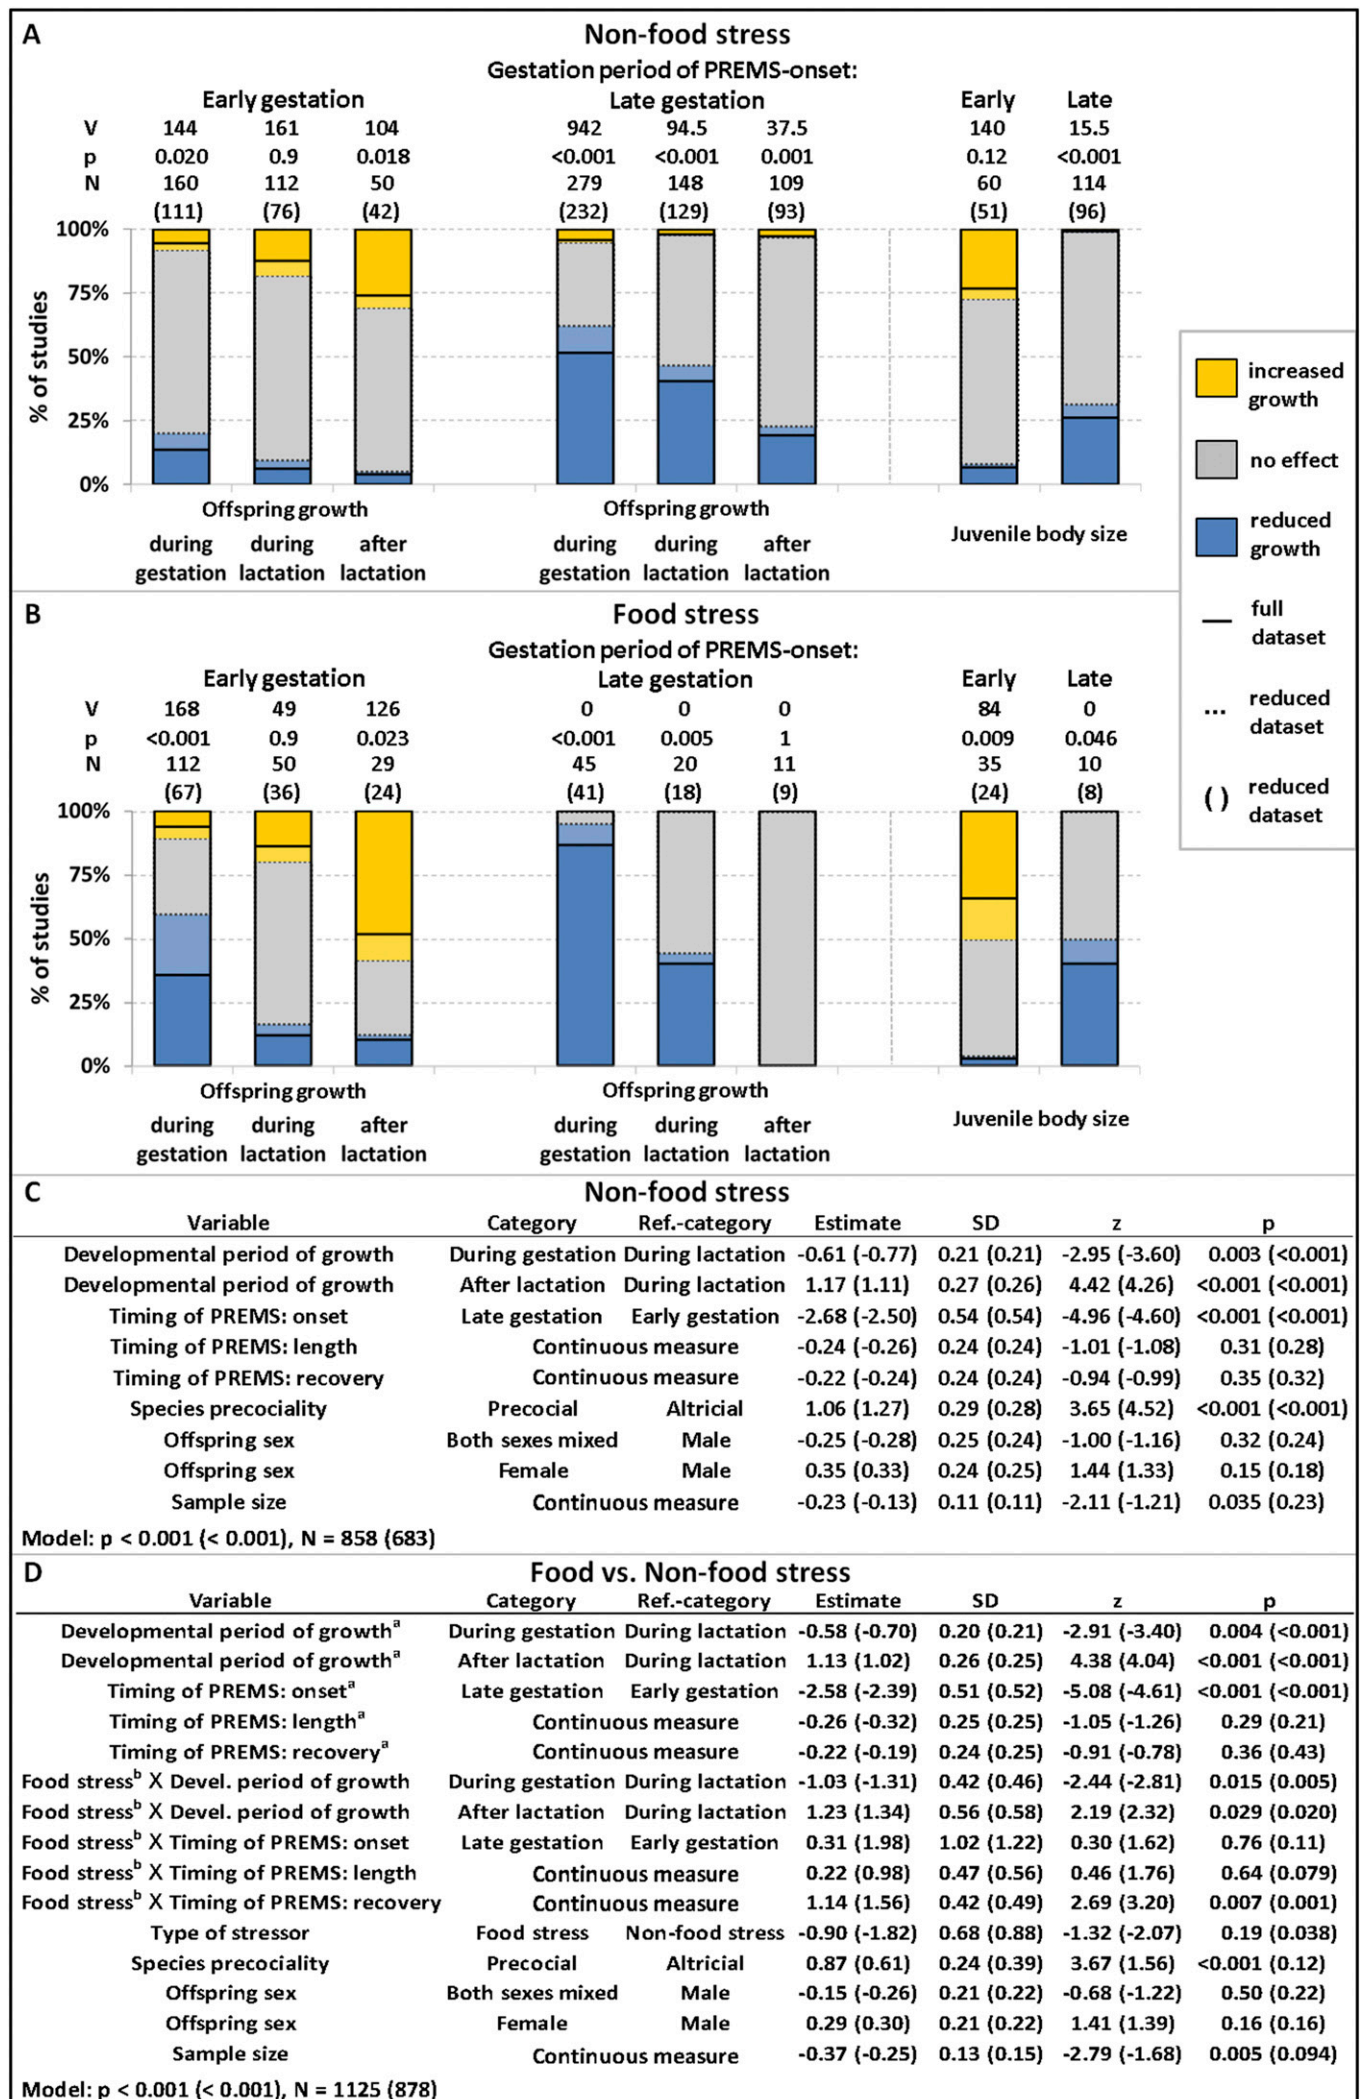 A
Non-food stress
Gestation period of PREMS-onset:
Early gestation Late gestation Early Late
V 144 161 104 942 94.5 37.5 140 15.5
p 0.020 0.9 0.018 <0.001 <0.001 0.001 0.12 <0.001
N 160 112 50 279 148 109 60 114
(111) (76) (42) (232) (129) (93) (51) (96)
100%
75%
50%
25%
0%
% of studies
Offspring growth Offspring growth Juvenile body size
during during after during during after
gestation lactation lactation gestation lactation lactation
increased
growth
no effect
reduced
growth
full
dataset
... reduced
dataset
( ) reduced
dataset
B
Food stress
Gestation period of PREMS-onset:
Early gestation Late gestation Early Late
V 168 49 126 0 0 0 84 0
p <0.001 0.9 0.023 <0.001 0.005 1 0.009 0.046
N 112 50 29 45 20 11 35 10
(67) (36) (24) (41) (18) (9) (24) (8)
100%
75%
50%
25%
0%
% of studies
Offspring growth Offspring growth Juvenile body size
during during after during during after
gestation lactation lactation gestation lactation lactation
C
Non-food stress
Variable Category Ref.-category Estimate SD z p
Developmental period of growth During gestation During lactation -0.61 (-0.77) 0.21 (0.21) -2.95 (-3.60) 0.003 (<0.001)
Developmental period of growth After lactation During lactation 1.17 (1.11) 0.27 (0.26) 4.42 (4.26) <0.001 (<0.001)
Timing of PREMS: onset Late gestation Early gestation -2.68 (-2.50) 0.54 (0.54) -4.96 (-4.60) <0.001 (<0.001)
Timing of PREMS: length Continuous measure -0.24 (-0.26) 0.24 (0.24) -1.01 (-1.08) 0.31 (0.28)
Timing of PREMS: recovery Continuous measure -0.22 (-0.24) 0.24 (0.24) -0.94 (-0.99) 0.35 (0.32)
Species precociality Precocial Altricial 1.06 (1.27) 0.29 (0.28) 3.65 (4.52) <0.001 (<0.001)
Offspring sex Both sexes mixed Male -0.25 (-0.28) 0.25 (0.24) -1.00 (-1.16) 0.32 (0.24)
Offspring sex Female Male 0.35 (0.33) 0.24 (0.25) 1.44 (1.33) 0.15 (0.18)
Sample size Continuous measure -0.23 (-0.13) 0.11 (0.11) -2.11 (-1.21) 0.035 (0.23)
Model: p < 0.001 (< 0.001), N = 858 (683)
D
Food vs. Non-food stress
Variable Category Ref.-category Estimate SD z p
Developmental period of growthᵃ During gestation During lactation -0.58 (-0.70) 0.20 (0.21) -2.91 (-3.40) 0.004 (<0.001)
Developmental period of growthᵃ After lactation During lactation 1.13 (1.02) 0.26 (0.25) 4.38 (4.04) <0.001 (<0.001)
Timing of PREMS: onsetᵃ Late gestation Early gestation -2.58 (-2.39) 0.51 (0.52) -5.08 (-4.61) <0.001 (<0.001)
Timing of PREMS: lengthᵃ Continuous measure -0.26 (-0.32) 0.25 (0.25) -1.05 (-1.26) 0.29 (0.21)
Timing of PREMS: recoveryᵃ Continuous measure -0.22 (-0.19) 0.24 (0.25) -0.91 (-0.78) 0.36 (0.43)
Food stressᵇ X Devel. period of growth During gestation During lactation -1.03 (-1.31) 0.42 (0.46) -2.44 (-2.81) 0.015 (0.005)
Food stressᵇ X Devel. period of growth After lactation During lactation 1.23 (1.34) 0.56 (0.58) 2.19 (2.32) 0.029 (0.020)
Food stressᵇ X Timing of PREMS: onset Late gestation Early gestation 0.31 (1.98) 1.02 (1.22) 0.30 (1.62) 0.76 (0.11)
Food stressᵇ X Timing of PREMS: length Continuous measure 0.22 (0.98) 0.47 (0.56) 0.46 (1.76) 0.64 (0.079)
Food stressᵇ X Timing of PREMS: recovery Continuous measure 1.14 (1.56) 0.42 (0.49) 2.69 (3.20) 0.007 (0.001)
Type of stressor Food stress Non-food stress -0.90 (-1.82) 0.68 (0.88) -1.32 (-2.07) 0.19 (0.038)
Species precociality Precocial Altricial 0.87 (0.61) 0.24 (0.39) 3.67 (1.56) <0.001 (0.12)
Offspring sex Both sexes mixed Male -0.15 (-0.26) 0.21 (0.22) -0.68 (-1.22) 0.50 (0.22)
Offspring sex Female Male 0.29 (0.30) 0.21 (0.22) 1.41 (1.39) 0.16 (0.16)
Sample size Continuous measure -0.37 (-0.25) 0.13 (0.15) -2.79 (-1.68) 0.005 (0.094)
Model: p < 0.001 (< 0.001), N = 1125 (878)